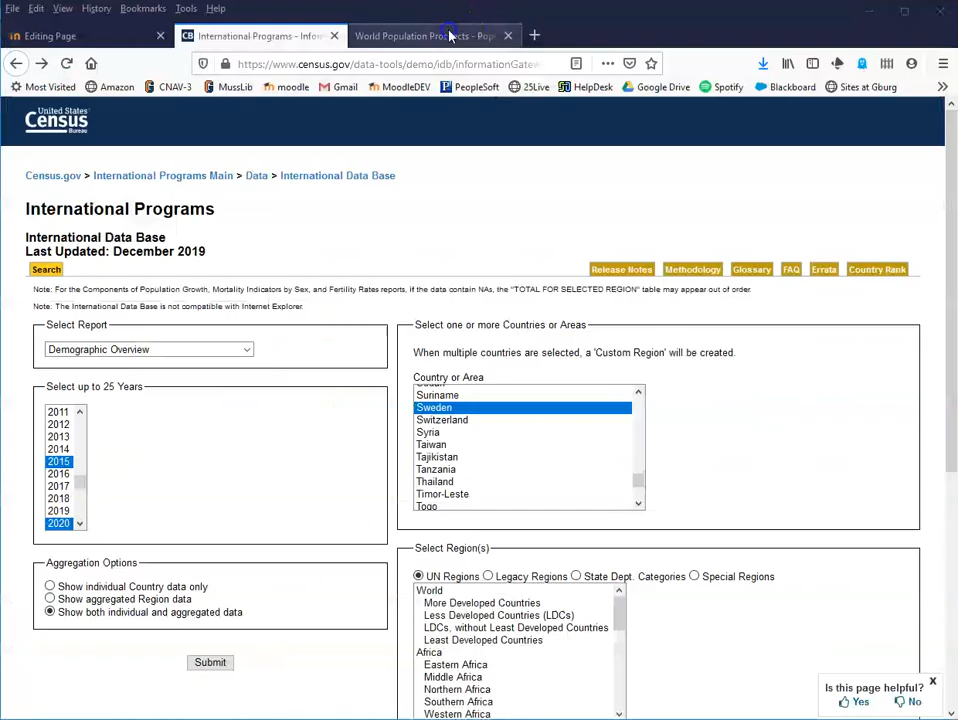 File Edit View History Bookmarks Tools Help
Editing Page International Programs - Infor World Population Prospects - Pop
https://www.census.gov/data-tools/demo/idb/informationGatew
Most Visited Amazon CNAV-3 MussLib moodle Gmail MoodleDEV PeopleSoft 25Live HelpDesk Google Drive Spotify Blackboard Sites at Gburg
United States
Census
Bureau
Census.gov > International Programs Main > Data > International Data Base
International Programs
International Data Base
Last Updated: December 2019
Search Release Notes Methodology Glossary FAQ Errata Country Rank
Note: For the Components of Population Growth, Mortality Indicators by Sex, and Fertility Rates reports, if the data contain NAs, the "TOTAL FOR SELECTED REGION" table may appear out of order.
Note: The International Data Base is not compatible with Internet Explorer.
Select Report
Demographic Overview
Select up to 25 Years
2011
2012
2013
2014
2015
2016
2017
2018
2019
2020
Aggregation Options
Show individual Country data only
Show aggregated Region data
Show both individual and aggregated data
Submit
Select one or more Countries or Areas
When multiple countries are selected, a 'Custom Region' will be created.
Country or Area
Sudan
Suriname
Sweden
Switzerland
Syria
Taiwan
Tajikistan
Tanzania
Thailand
Timor-Leste
Togo
Select Region(s)
UN Regions Legacy Regions State Dept. Categories Special Regions
World
More Developed Countries
Less Developed Countries (LDCs)
LDCs, without Least Developed Countries
Least Developed Countries
Africa
Eastern Africa
Middle Africa
Northern Africa
Southern Africa
Western Africa
Is this page helpful? X
Yes No